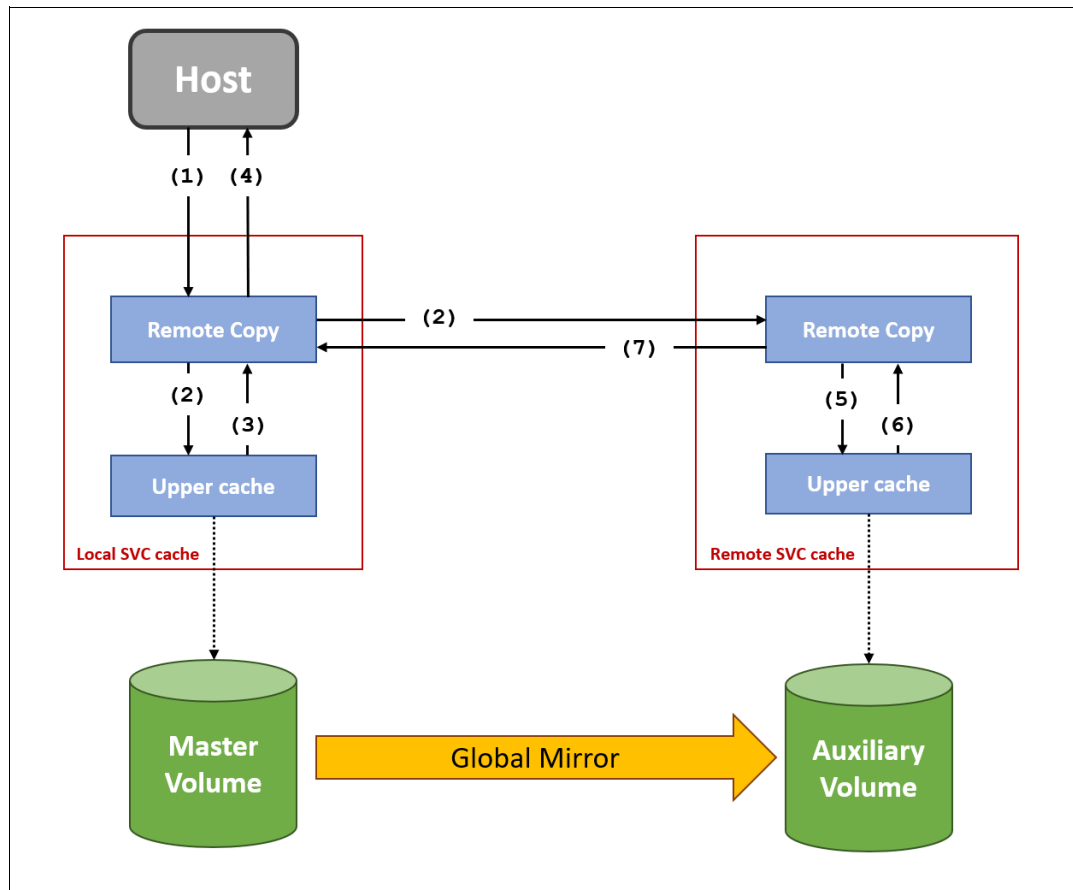 Host
(1)
(4)
Remote Copy
(2)
Remote Copy
(7)
(2)
(3)
(5)
(6)
Upper cache
Upper cache
Local SVC cache
Remote SVC cache
Master
Volume
Global Mirror
Auxiliary
Volume